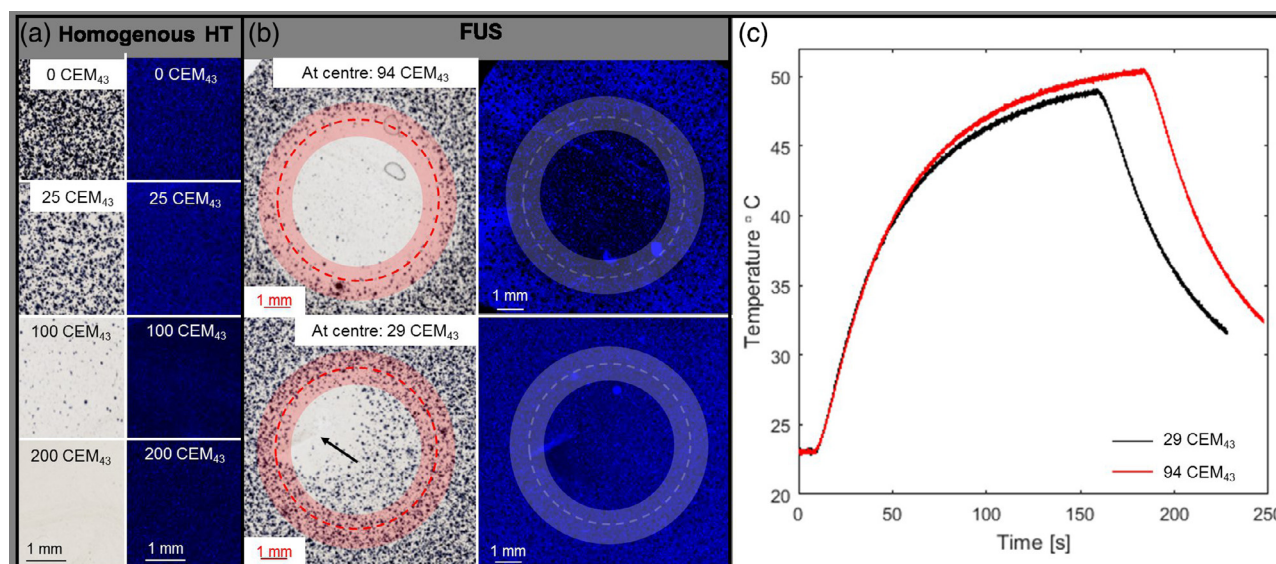 (a) Homogenous HT
0 CEM₄₃
0 CEM₄₃
25 CEM₄₃
25 CEM₄₃
100 CEM₄₃
100 CEM₄₃
200 CEM₄₃
200 CEM₄₃
1 mm
1 mm
(b) FUS
At centre: 94 CEM₄₃
1 mm
1 mm
At centre: 29 CEM₄₃
1 mm
1 mm
(c)
Temperature °C
50
45
40
35
30
25
20
0
50
100
150
200
250
Time [s]
29 CEM₄₃
94 CEM₄₃